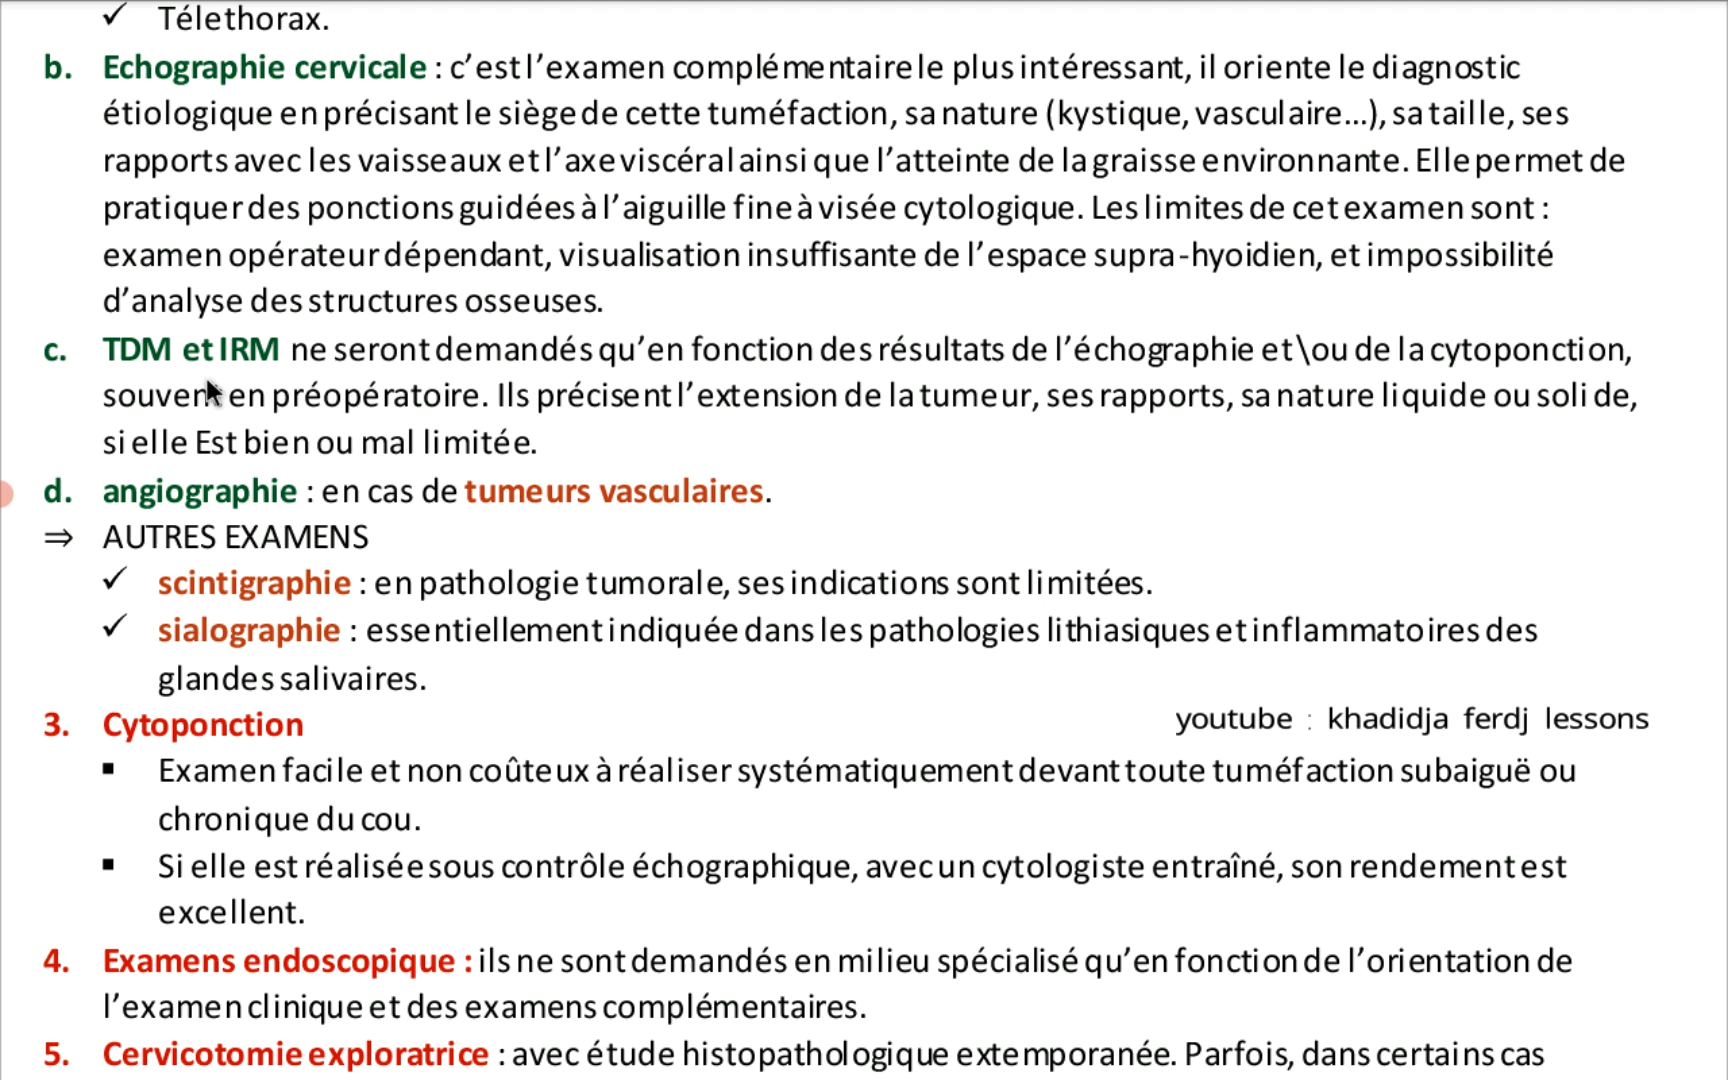 ✓ Télethorax.
b. Echographie cervicale : c'est l'examen complémentaire le plus intéressant, il oriente le diagnostic
étiologique en précisant le siège de cette tuméfaction, sa nature (kystique, vasculaire...), sa taille, ses
rapports avec les vaisseaux et l'axe viscéral ainsi que l'atteinte de la graisse environnante. Elle permet de
pratiquer des ponctions guidées à l'aiguille fine à visée cytologique. Les limites de cet examen sont :
examen opérateur dépendant, visualisation insuffisante de l'espace supra-hyoidien, et impossibilité
d'analyse des structures osseuses.
c. TDM et IRM ne seront demandés qu'en fonction des résultats de l'échographie et\ou de la cytoponction,
souvent en préopératoire. Ils précisent l'extension de la tumeur, ses rapports, sa nature liquide ou solide,
si elle Est bien ou mal limitée.
d. angiographie : en cas de tumeurs vasculaires.
⇒ AUTRES EXAMENS
✓ scintigraphie : en pathologie tumorale, ses indications sont limitées.
✓ sialographie : essentiellement indiquée dans les pathologies lithiasiques et inflammatoires des
glandes salivaires.
3. Cytoponction
youtube : khadidja ferdj lessons
▪ Examen facile et non coûteux à réaliser systématiquement devant toute tuméfaction subaiguë ou
chronique du cou.
▪ Si elle est réalisée sous contrôle échographique, avec un cytologiste entraîné, son rendement est
excellent.
4. Examens endoscopique : ils ne sont demandés en milieu spécialisé qu'en fonction de l'orientation de
l'examen clinique et des examens complémentaires.
5. Cervicotomie exploratrice : avec étude histopathologique extemporanée. Parfois, dans certains cas